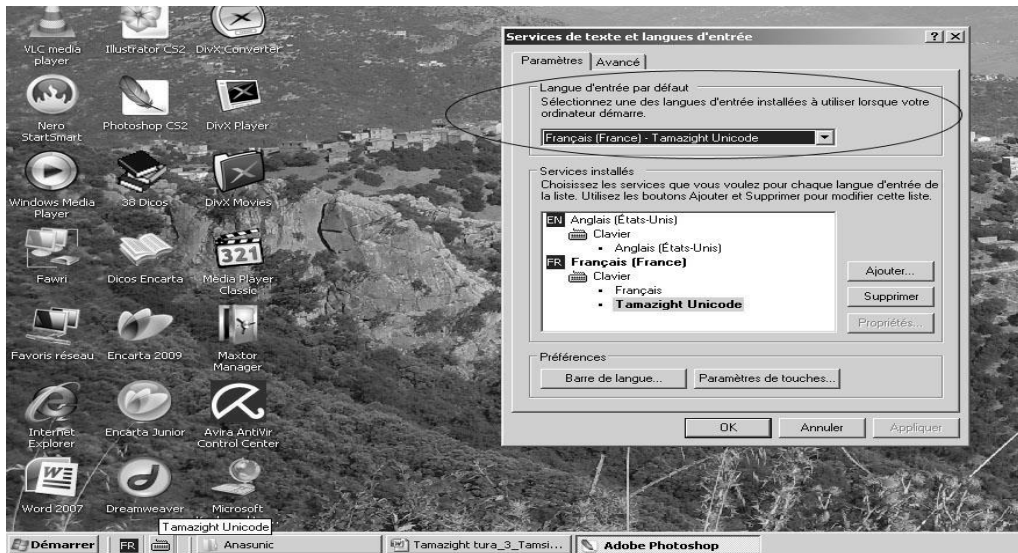 VLC media
player
Illustrator CS2
DivX Converter
Nero
StartSmart
Photoshop CS2
DivX Player
Windows Media
Player
38 Dicos
DivX Movies
Fawri
Dicos Encarta
321
Media Player
Classic
Favoris réseau
Encarta 2009
Maxtor
Manager
Internet
Explorer
Encarta Junior
Avira AntiVir
Control Center
W
Word 2007
Dreamweaver
Microsoft
Services de texte et langues d'entrée
Paramètres
Avancé
Langue d'entrée par défaut
Sélectionnez une des langues d'entrée installées à utiliser lorsque votre
ordinateur démarre.
Français (France) - Tamazight Unicode
Services installés
Choisissez les services que vous voulez pour chaque langue d'entrée de
la liste. Utilisez les boutons Ajouter et Supprimer pour modifier cette liste.
EN Anglais (États-Unis)
Clavier
Anglais (États-Unis)
FR Français (France)
Clavier
Français
Tamazight Unicode
Ajouter...
Supprimer
Propriétés...
Préférences
Barre de langue...
Paramètres de touches...
OK
Annuler
Appliquer
Tamazight Unicode
Démarrer
FR
Anasunic
Tamazight tura_3_Tamsi...
Adobe Photoshop